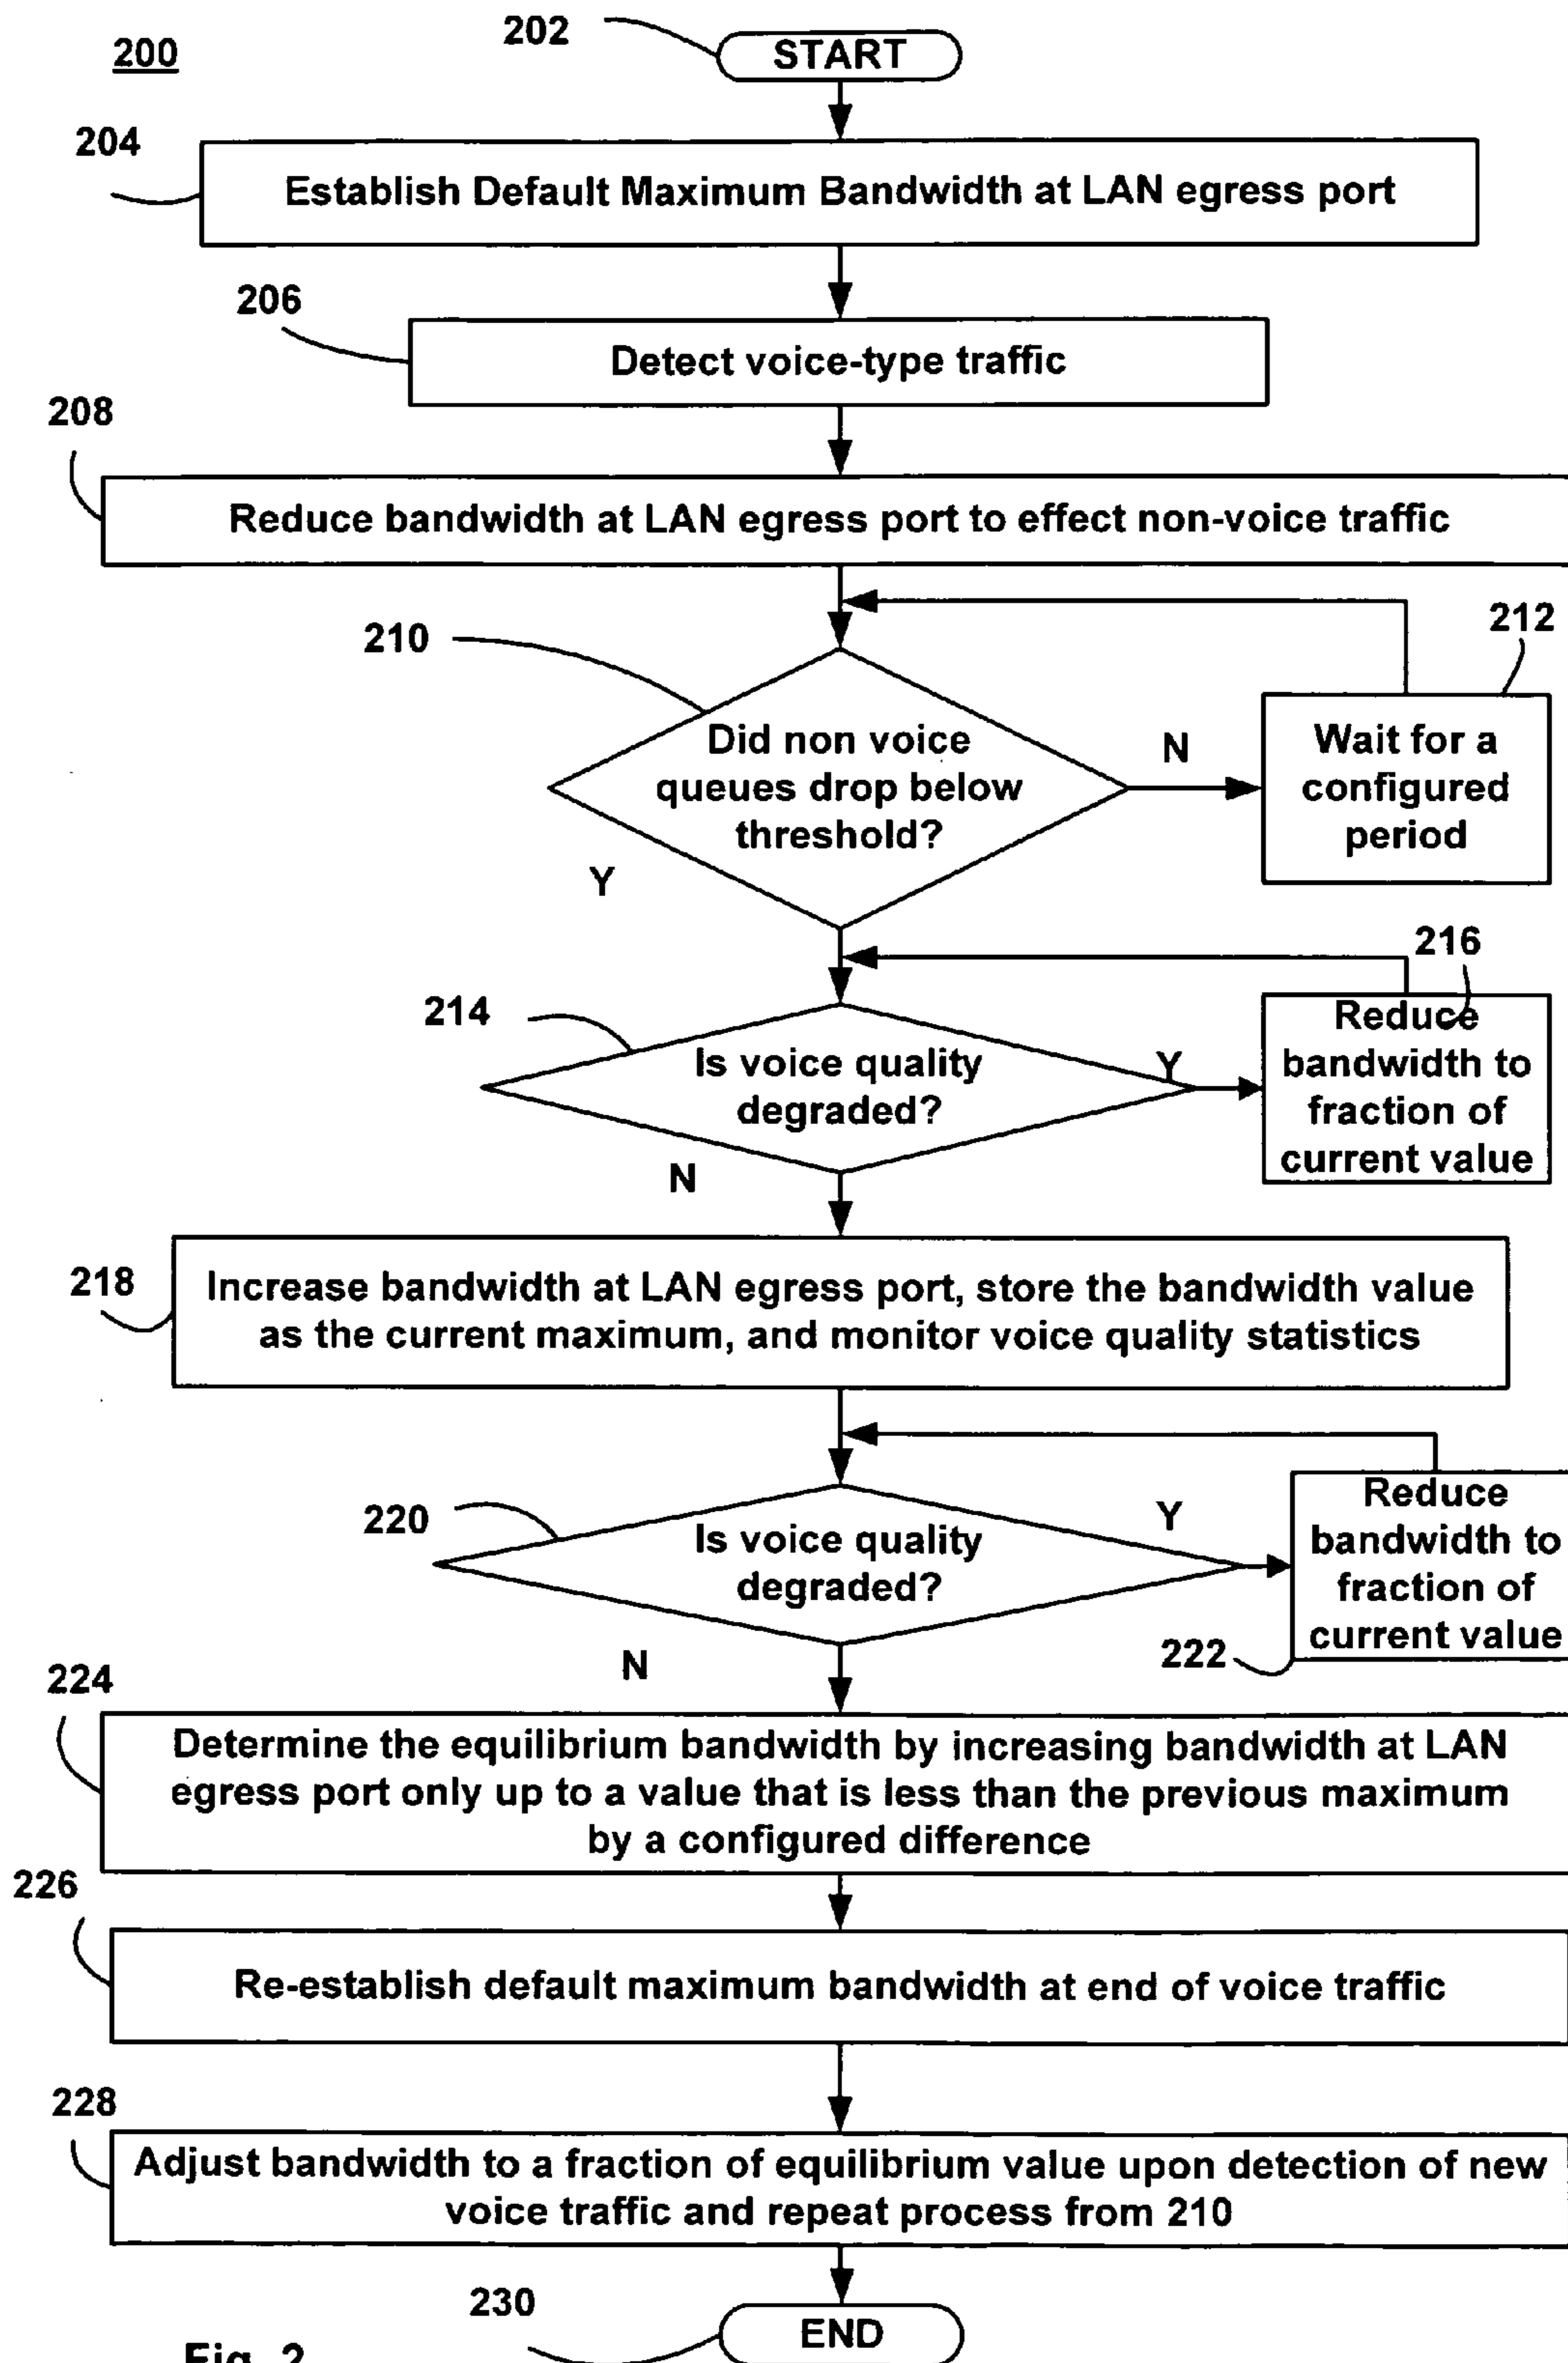 200
202
START
204
Establish Default Maximum Bandwidth at LAN egress port
206
Detect voice-type traffic
208
Reduce bandwidth at LAN egress port to effect non-voice traffic
210
Did non voice
queues drop below
threshold?
N
Y
212
Wait for a
configured
period
214
Is voice quality
degraded?
Y
N
216
Reduce
bandwidth to
fraction of
current value
218
Increase bandwidth at LAN egress port, store the bandwidth value
as the current maximum, and monitor voice quality statistics
220
Is voice quality
degraded?
Y
N
Reduce
bandwidth to
fraction of
current value
222
224
Determine the equilibrium bandwidth by increasing bandwidth at LAN
egress port only up to a value that is less than the previous maximum
by a configured difference
226
Re-establish default maximum bandwidth at end of voice traffic
228
Adjust bandwidth to a fraction of equilibrium value upon detection of new
voice traffic and repeat process from 210
230
END
Fig. 2